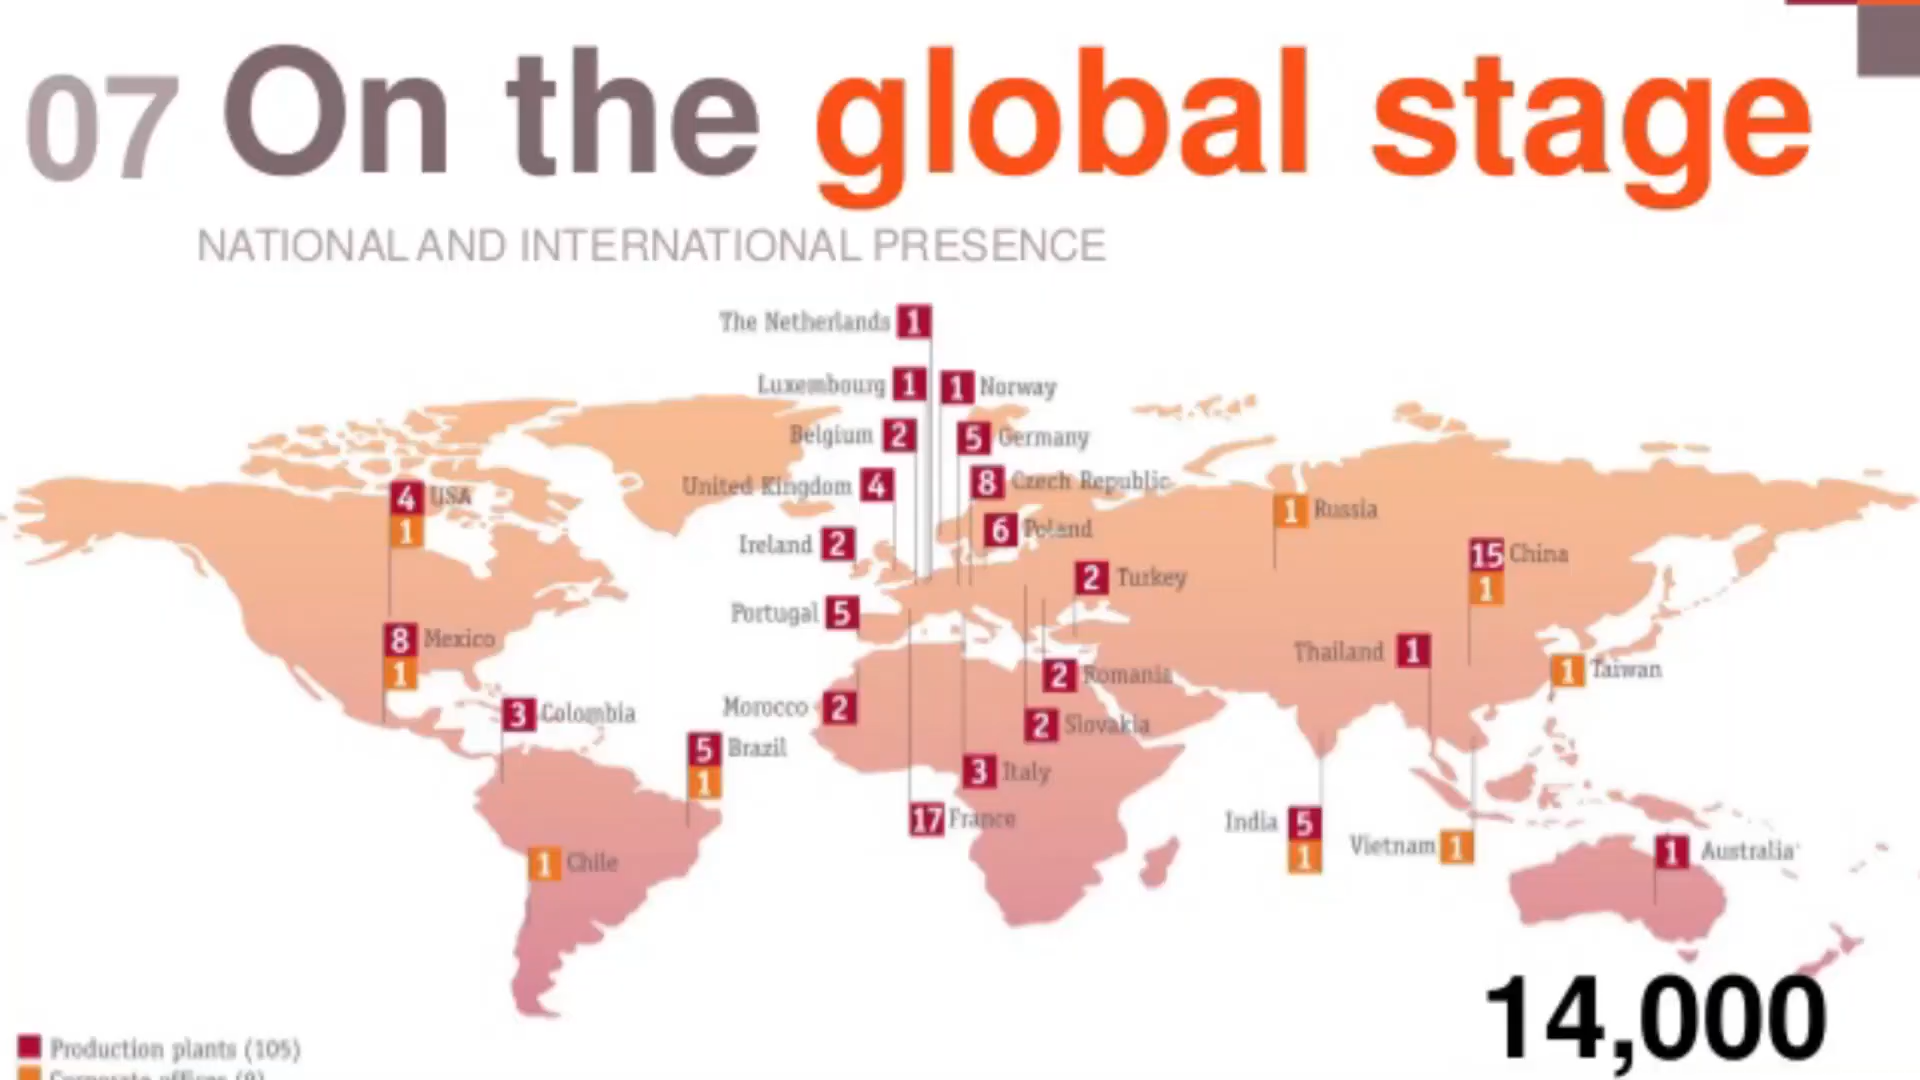 07 On the global stage
NATIONAL AND INTERNATIONAL PRESENCE
The Netherlands 1
Luxembourg 1
1 Norway
Belgium 2
5 Germany
United Kingdom 4
8 Czech Republic
4 USA
1
1 Russia
6 Poland
Ireland 2
15 China
1
2 Turkey
Portugal 5
8 Mexico
1
Thailand 1
1 Taiwan
2 Romania
Morocco 2
3 Colombia
2 Slovakia
5 Brazil
1
3 Italy
17 France
India 5
1
Vietnam 1
1 Australia
1 Chile
14,000
Production plants (105)
Corporate offices (9)